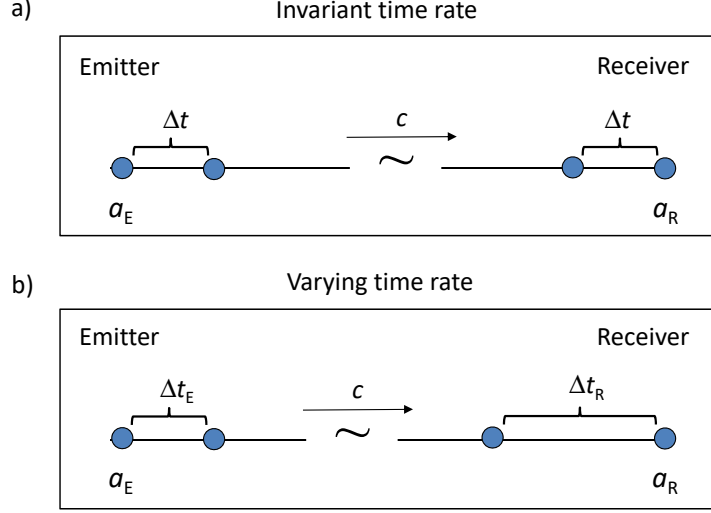 a)
Invariant time rate
Emitter Receiver
Δt c Δt
~
a_E a_R
b)
Varying time rate
Emitter Receiver
Δt_E c Δt_R
~
a_E a_R